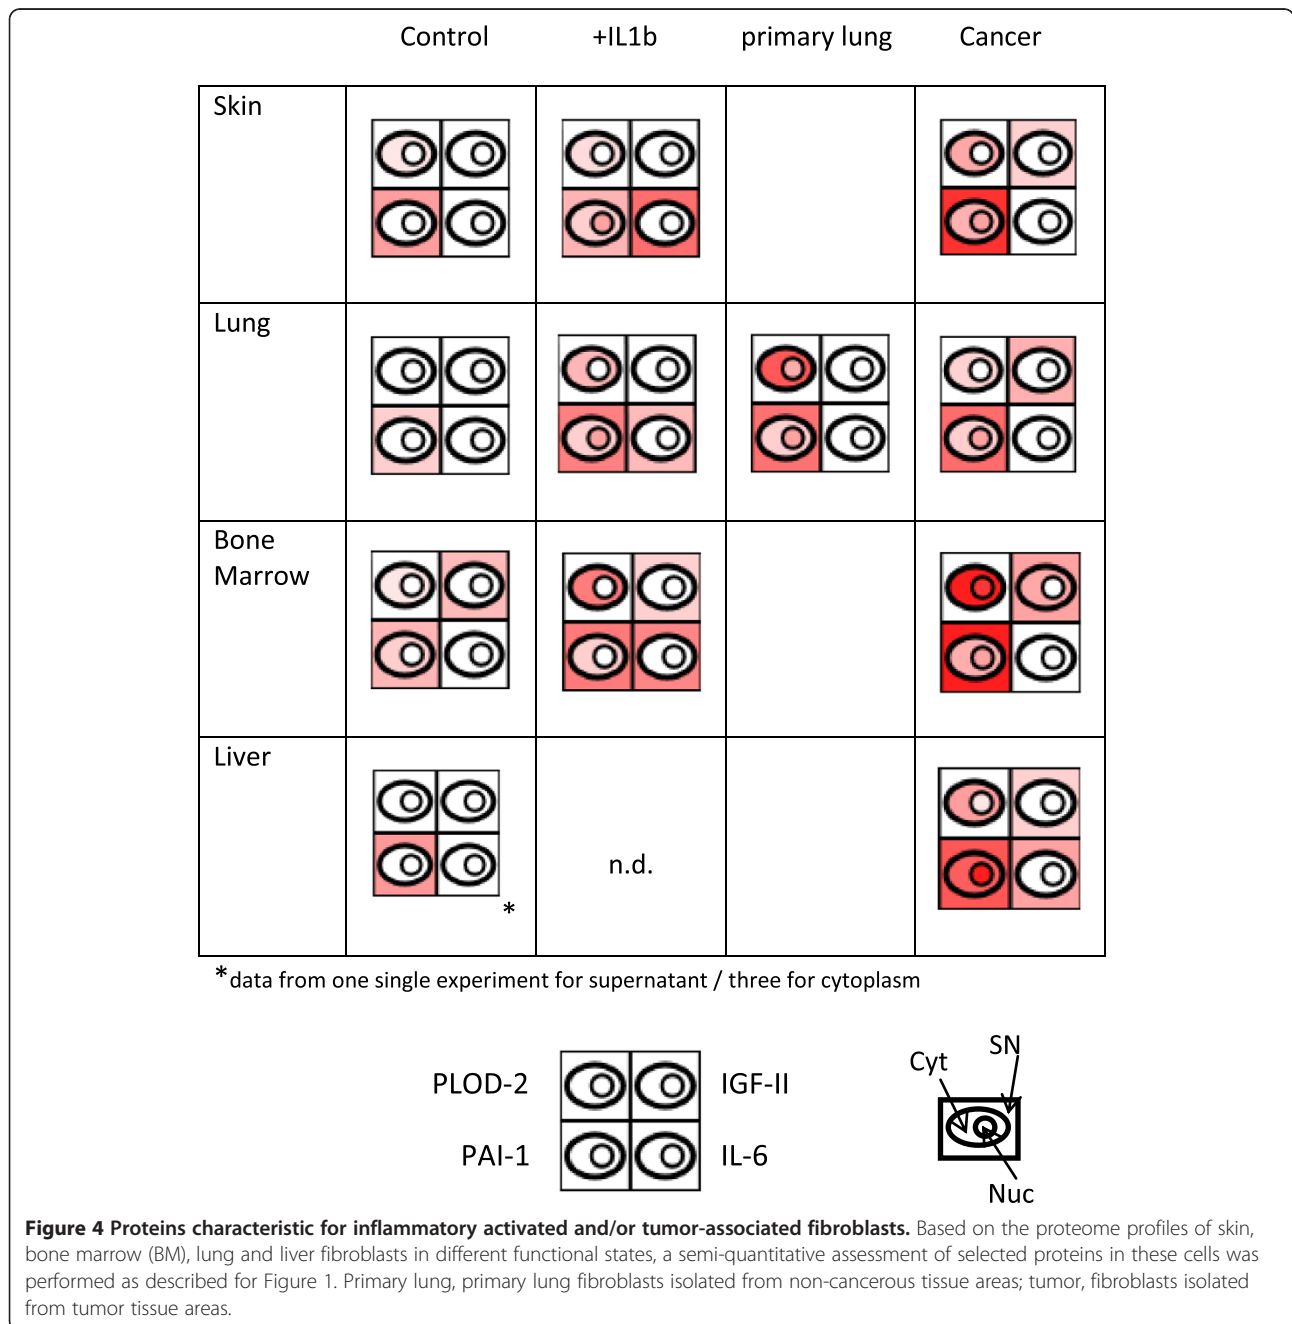 Control +IL1b primary lung Cancer
Skin
Lung
Bone
Marrow
Liver
n.d.
*
*data from one single experiment for supernatant / three for cytoplasm
PLOD-2 IGF-II
PAI-1 IL-6
Cyt SN
Nuc
Figure 4 Proteins characteristic for inflammatory activated and/or tumor-associated fibroblasts. Based on the proteome profiles of skin,
bone marrow (BM), lung and liver fibroblasts in different functional states, a semi-quantitative assessment of selected proteins in these cells was
performed as described for Figure 1. Primary lung, primary lung fibroblasts isolated from non-cancerous tissue areas; tumor, fibroblasts isolated
from tumor tissue areas.